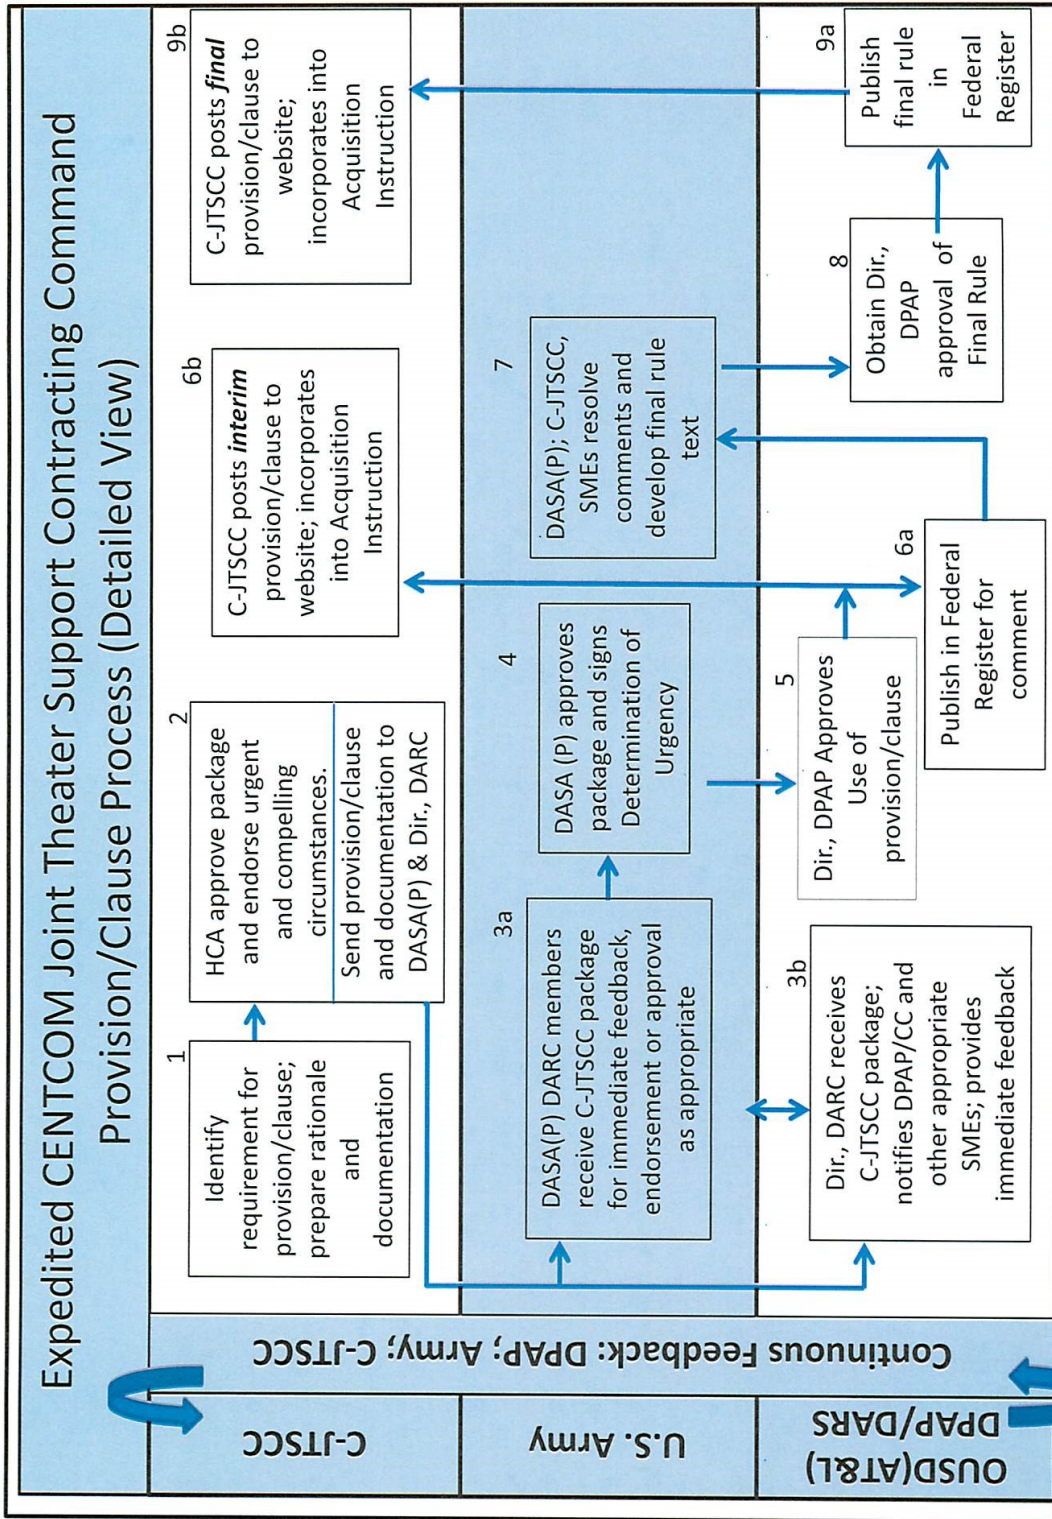 Expedited CENTCOM Joint Theater Support Contracting Command
Provision/Clause Process (Detailed View)
C-JTSCC
U.S. Army
OUSD(AT&L)
DPAP/DARS
Continuous Feedback: DPAP; Army; C-JTSCC
1
Identify
requirement for
provision/clause;
prepare rationale
and
documentation
2
HCA approve package
and endorse urgent
and compelling
circumstances.
Send provision/clause
and documentation to
DASA(P) & Dir., DARC
3a
DASA(P) DARC members
receive C-JTSCC package
for immediate feedback,
endorsement or approval
as appropriate
3b
Dir., DARC receives
C-JTSCC package;
notifies DPAP/CC and
other appropriate
SMEs; provides
immediate feedback
4
DASA (P) approves
package and signs
Determination of
Urgency
5
Dir., DPAP Approves
Use of
provision/clause
6a
Publish in Federal
Register for
comment
6b
C-JTSCC posts interim
provision/clause to
website; incorporates
into Acquisition
Instruction
7
DASA(P); C-JTSCC,
SMEs resolve
comments and
develop final rule
text
8
Obtain Dir.,
DPAP
approval of
Final Rule
9a
Publish
final rule
in
Federal
Register
9b
C-JTSCC posts final
provision/clause to
website;
incorporates into
Acquisition
Instruction